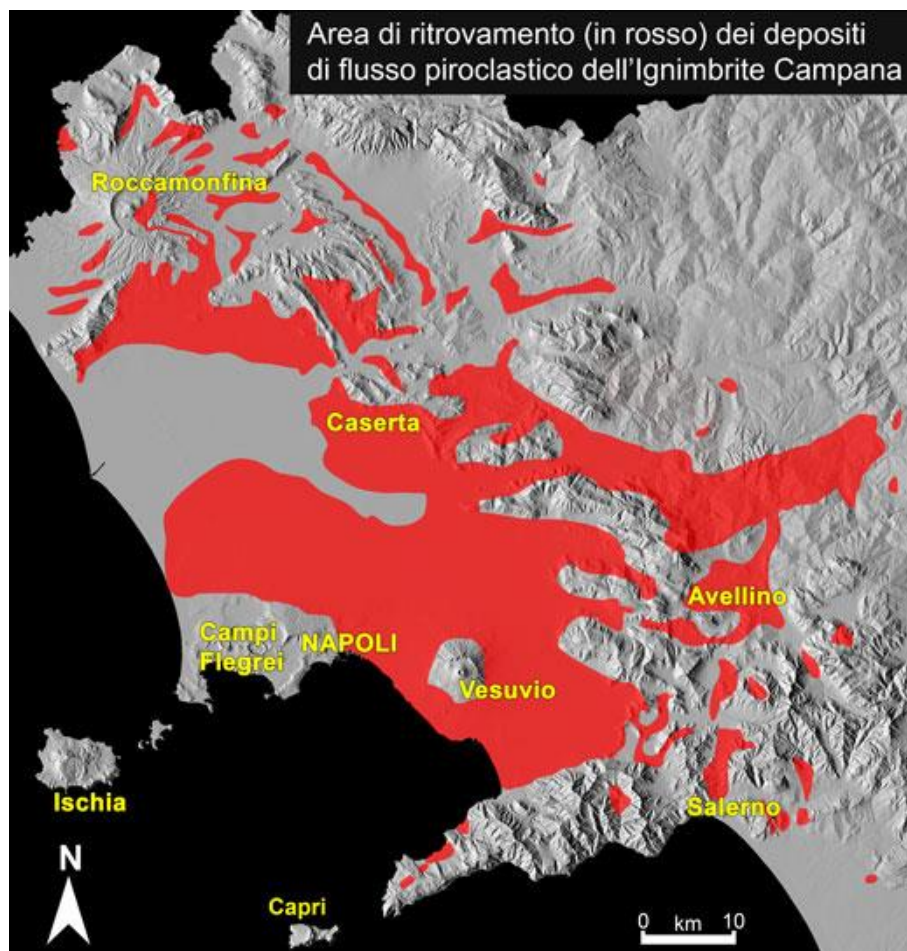 Area di ritrovamento (in rosso) dei depositi
di flusso piroclastico dell'Ignimbrite Campana
Roccamonfina
Caserta
Avellino
Campi
Flegrei
NAPOLI
Vesuvio
Ischia
Salerno
N
Capri
0 km 10